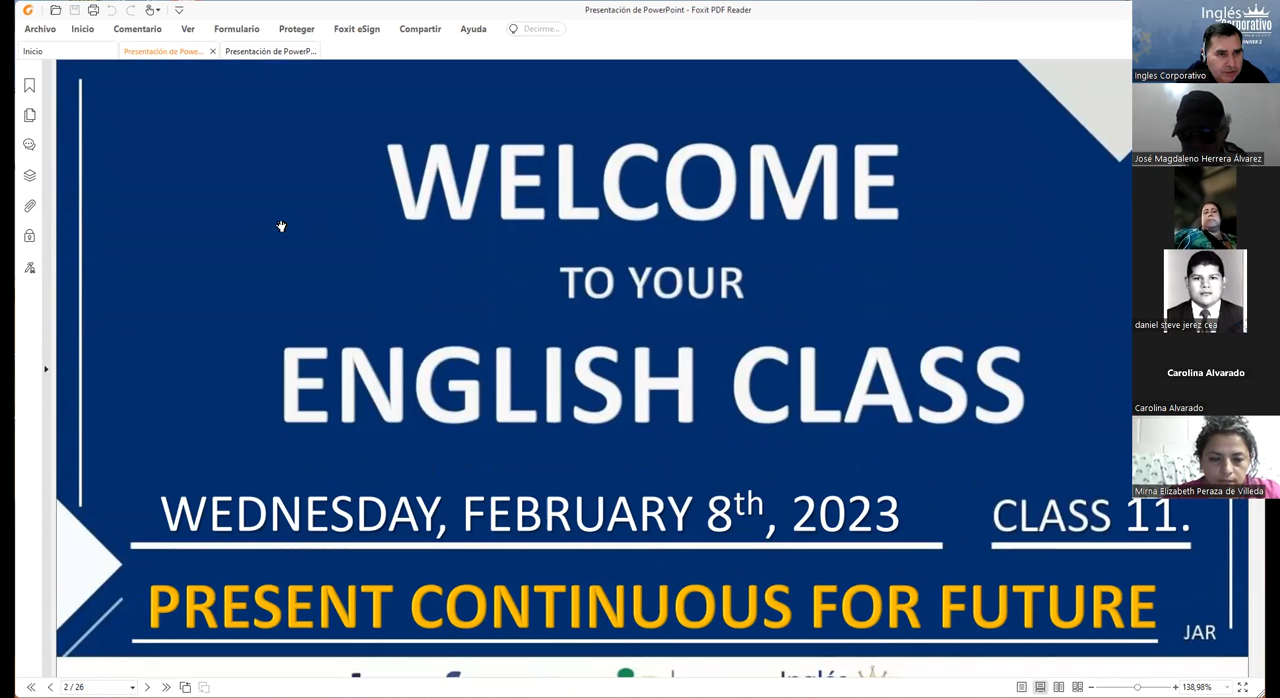 Presentación de PowerPoint - Foxit PDF Reader
Archivo Inicio Comentario Ver Formulario Proteger Foxit eSign Compartir Ayuda Decirme...
Inicio Presentación de Powe... Presentación de PowerP...
WELCOME
TO YOUR
ENGLISH CLASS
WEDNESDAY, FEBRUARY 8th, 2023 CLASS 11.
PRESENT CONTINUOUS FOR FUTURE
JAR
Inglés
2 / 26
138,98%
Inglés
Corporativo
Ingles Corporativo
José Magdaleno Herrera Álvarez
daniel steve jerez cea
Carolina Alvarado
Carolina Alvarado
Mirna Elizabeth Peraza de Villeda